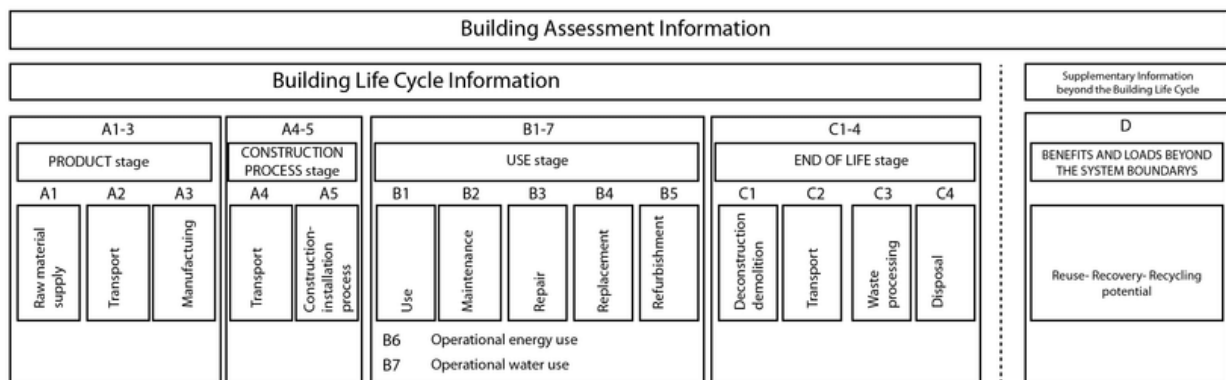 Building Assessment Information
Building Life Cycle Information
Supplementary Information
beyond the Building Life Cycle
A1-3
PRODUCT stage
A1
A2
A3
Raw material
supply
Transport
Manufactuing
A4-5
CONSTRUCTION
PROCESS stage
A4
A5
Transport
Construction-
installation
process
B1-7
USE stage
B1
B2
B3
B4
B5
Use
Maintenance
Repair
Replacement
Refurbishment
B6 Operational energy use
B7 Operational water use
C1-4
END OF LIFE stage
C1
C2
C3
C4
Deconstruction
demolition
Transport
Waste
processing
Disposal
D
BENEFITS AND LOADS BEYOND
THE SYSTEM BOUNDARYS
Reuse- Recovery- Recycling
potential